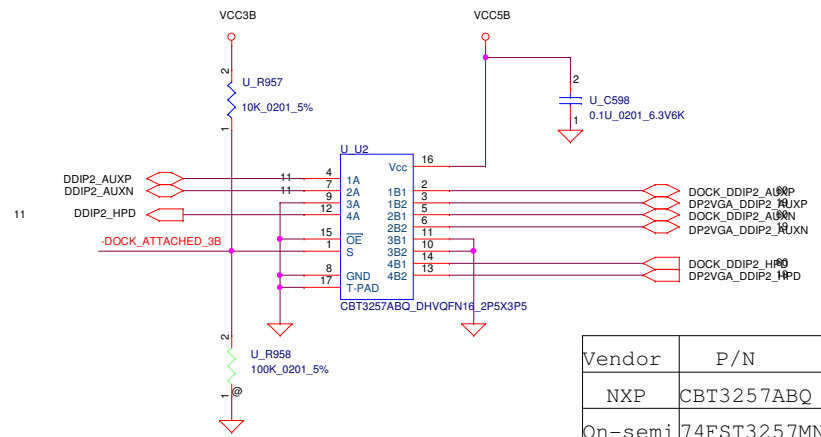 VCC3B
VCC5B
2
U_R957
10K_0201_5%
1
2
U_C598
0.1U_0201_6.3V6K
1
U_U2
DDIP2_AUXP 11 4 1A
DDIP2_AUXN 11 7 2A
9 3A
11 DDIP2_HPD 12 4A
15 OE
-DOCK_ATTACHED_3B 1 S
8 GND
17 T-PAD
Vcc 16
1B1 2 DOCK_DDIP2_AUXP
1B2 3 DP2VGA_DDIP2_AUXP
2B1 5 DOCK_DDIP2_AUXN
2B2 6 DP2VGA_DDIP2_AUXN
3B1 11
3B2 10
4B1 14 DOCK_DDIP2_HPD
4B2 13 DP2VGA_DDIP2_HPD
CBT3257ABQ_DHVQFN16_2P5X3P5
2
U_R958
100K_0201_5%
1
@
Vendor P/N
NXP CBT3257ABQ
On-semi 74FST3257MN